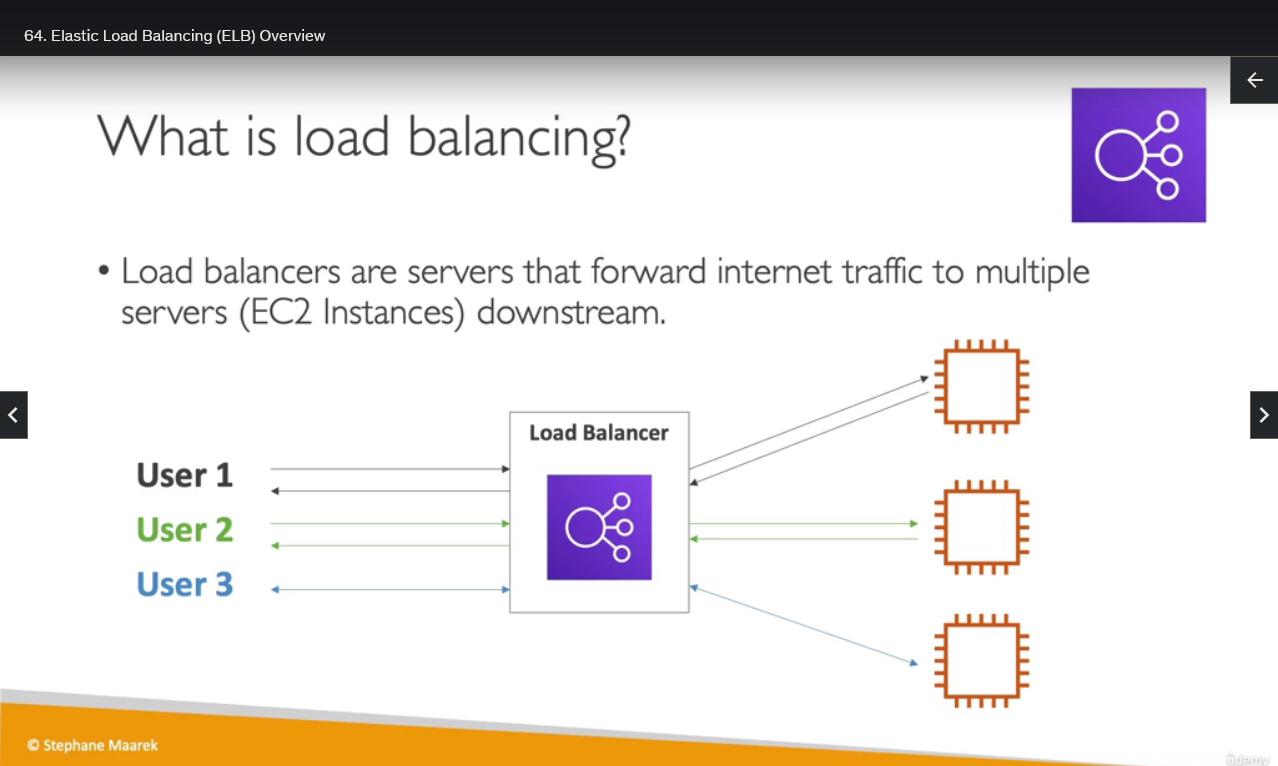 64. Elastic Load Balancing (ELB) Overview
What is load balancing?
• Load balancers are servers that forward internet traffic to multiple
servers (EC2 Instances) downstream.
Load Balancer
User 1
User 2
User 3
© Stephane Maarek
ûdemy